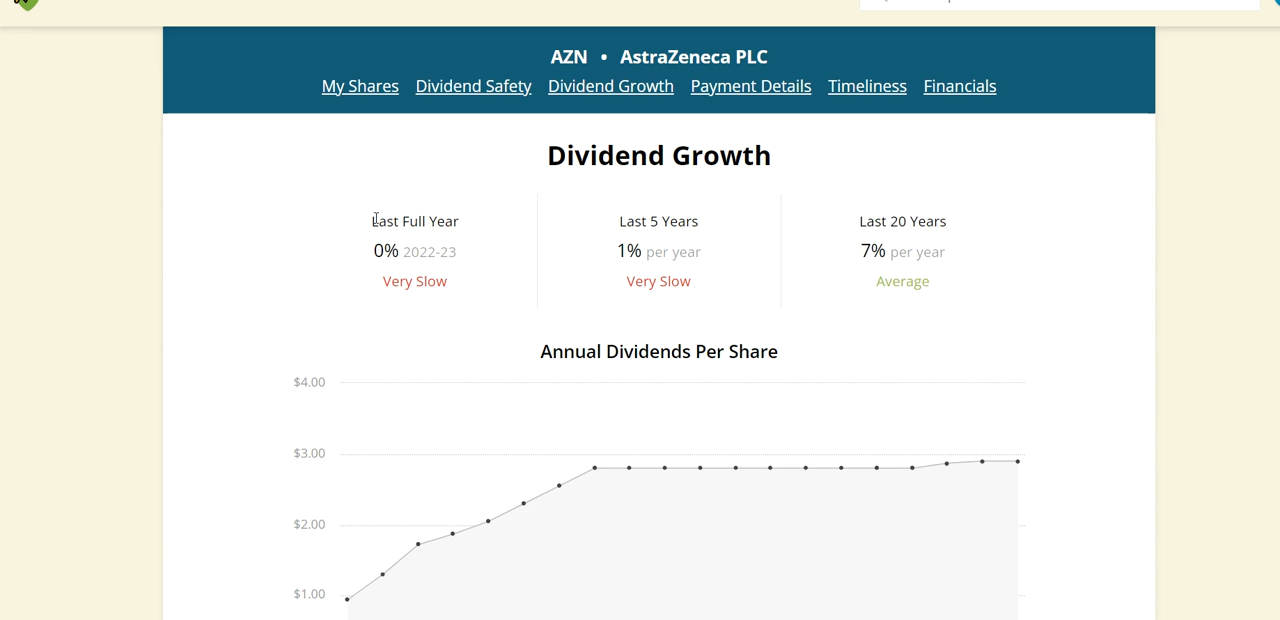 AZN • AstraZeneca PLC
My Shares Dividend Safety Dividend Growth Payment Details Timeliness Financials
Dividend Growth
Last Full Year Last 5 Years Last 20 Years
0% 2022-23 1% per year 7% per year
Very Slow Very Slow Average
Annual Dividends Per Share
$4.00
$3.00
$2.00
$1.00